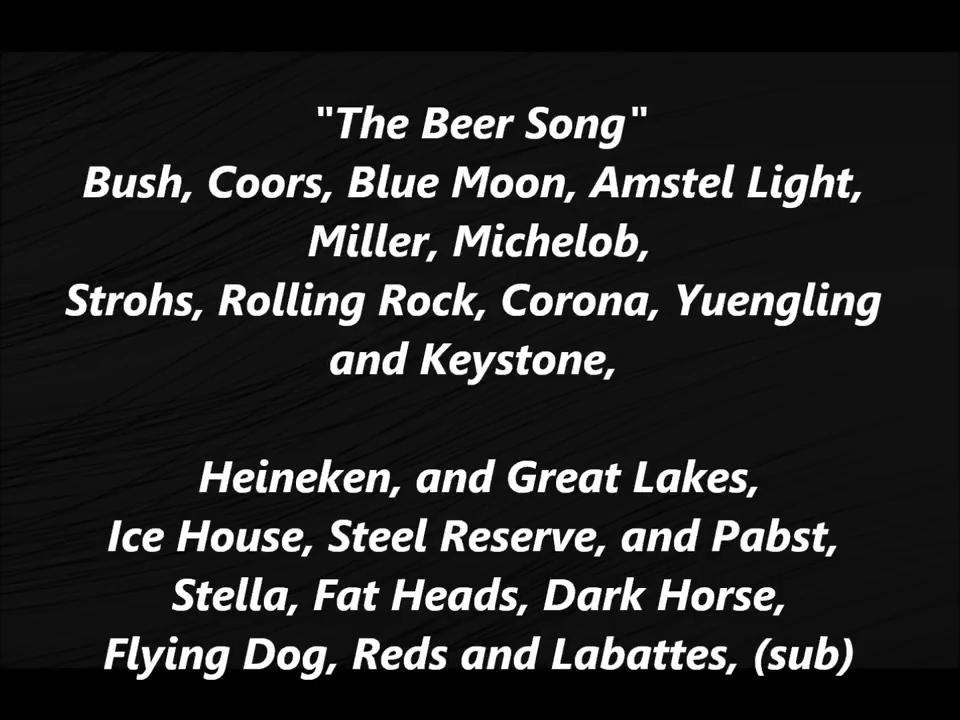 "The Beer Song"
Bush, Coors, Blue Moon, Amstel Light,
Miller, Michelob,
Strohs, Rolling Rock, Corona, Yuengling
and Keystone,
Heineken, and Great Lakes,
Ice House, Steel Reserve, and Pabst,
Stella, Fat Heads, Dark Horse,
Flying Dog, Reds and Labattes, (sub)